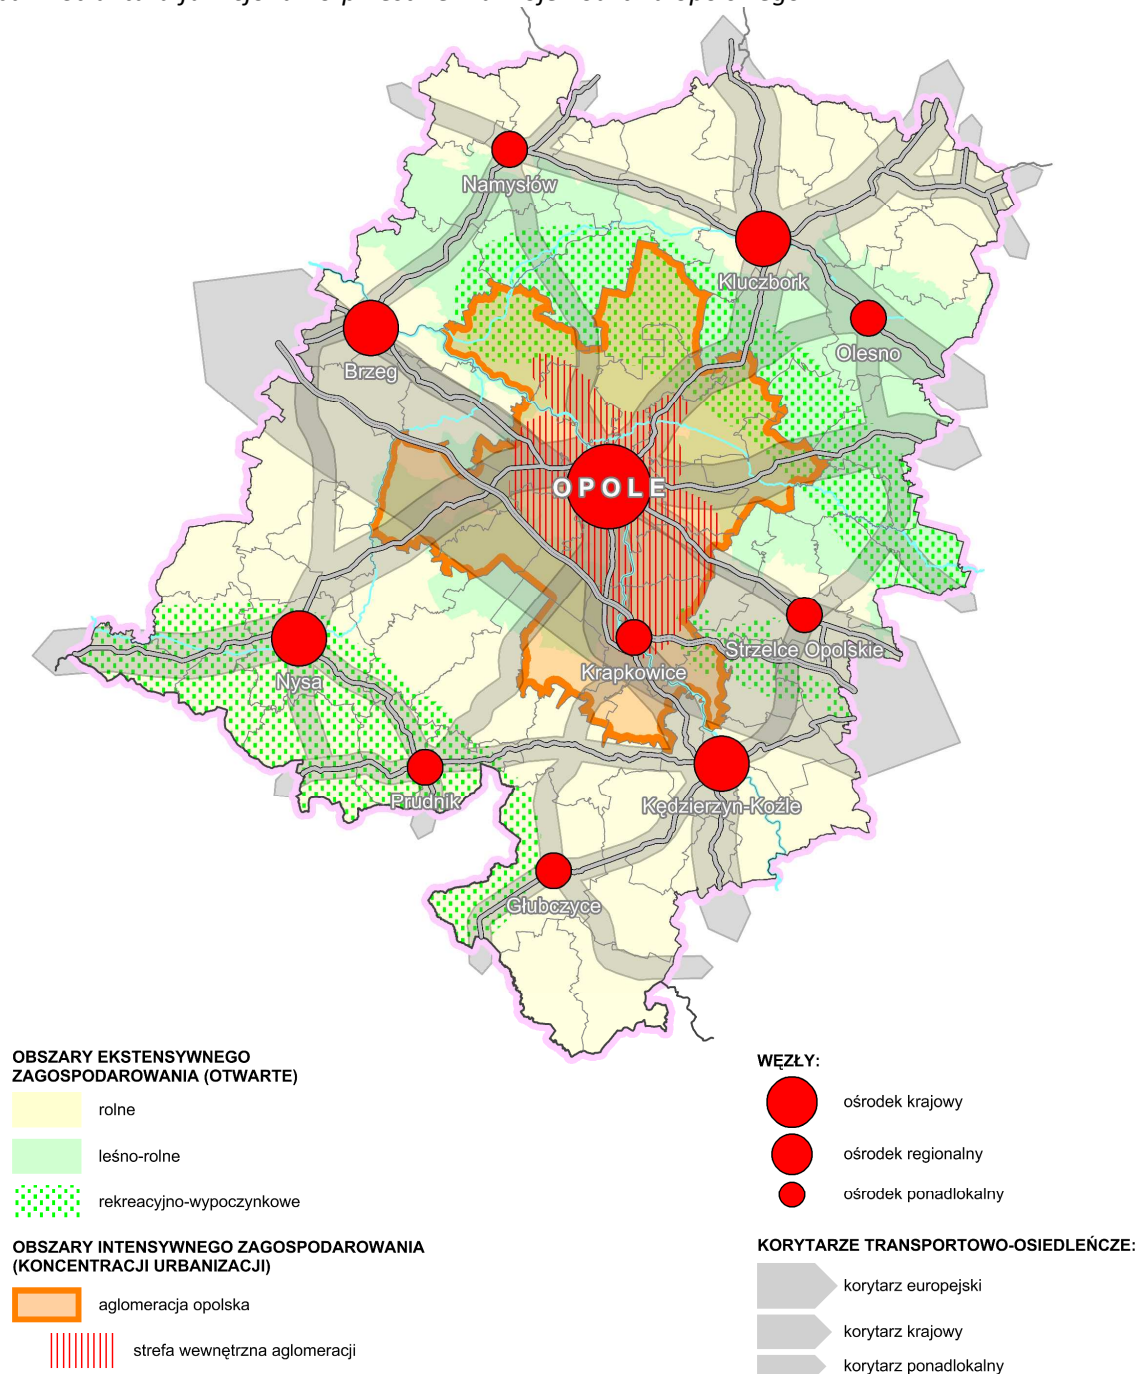 Namysłów
Kluczbork
Olesno
Brzeg
OPOLE
Strzelce Opolskie
Krapkowice
Nysa
Prudnik
Kędzierzyn-Koźle
Głubczyce
OBSZARY EKSTENSYWNEGO
ZAGOSPODAROWANIA (OTWARTE)
rolne
leśno-rolne
rekreacyjno-wypoczynkowe
OBSZARY INTENSYWNEGO ZAGOSPODAROWANIA
(KONCENTRACJI URBANIZACJI)
aglomeracja opolska
strefa wewnętrzna aglomeracji
WĘZŁY:
ośrodek krajowy
ośrodek regionalny
ośrodek ponadlokalny
KORYTARZE TRANSPORTOWO-OSIEDLEŃCZE:
korytarz europejski
korytarz krajowy
korytarz ponadlokalny